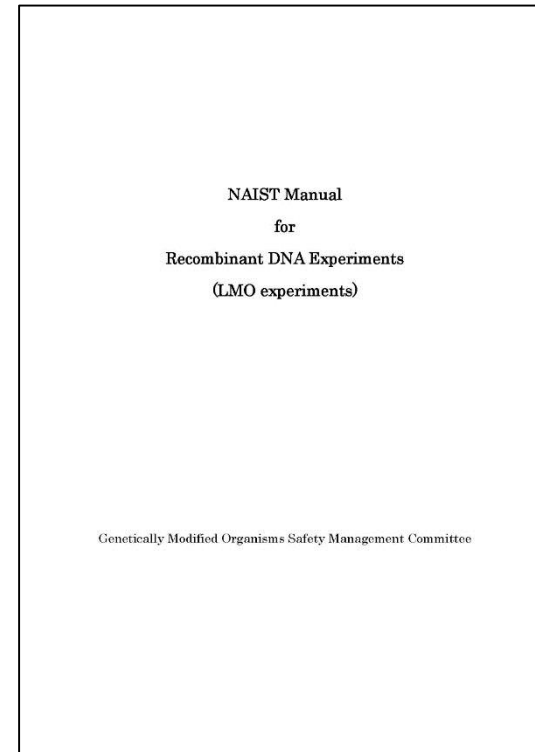 NAIST Manual
for
Recombinant DNA Experiments
(LMO experiments)
Genetically Modified Organisms Safety Management Committee